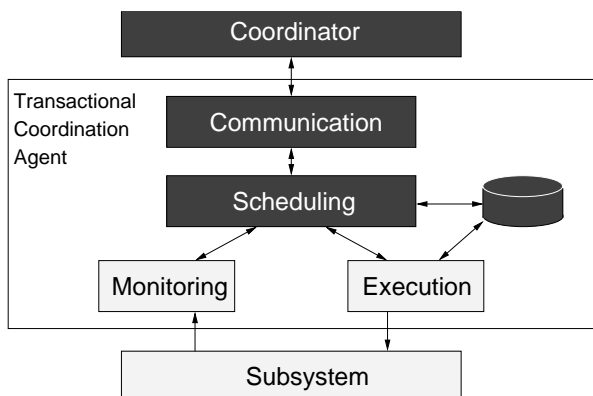 Coordinator
Transactional
Coordination
Agent
Communication
Scheduling
Monitoring
Execution
Subsystem